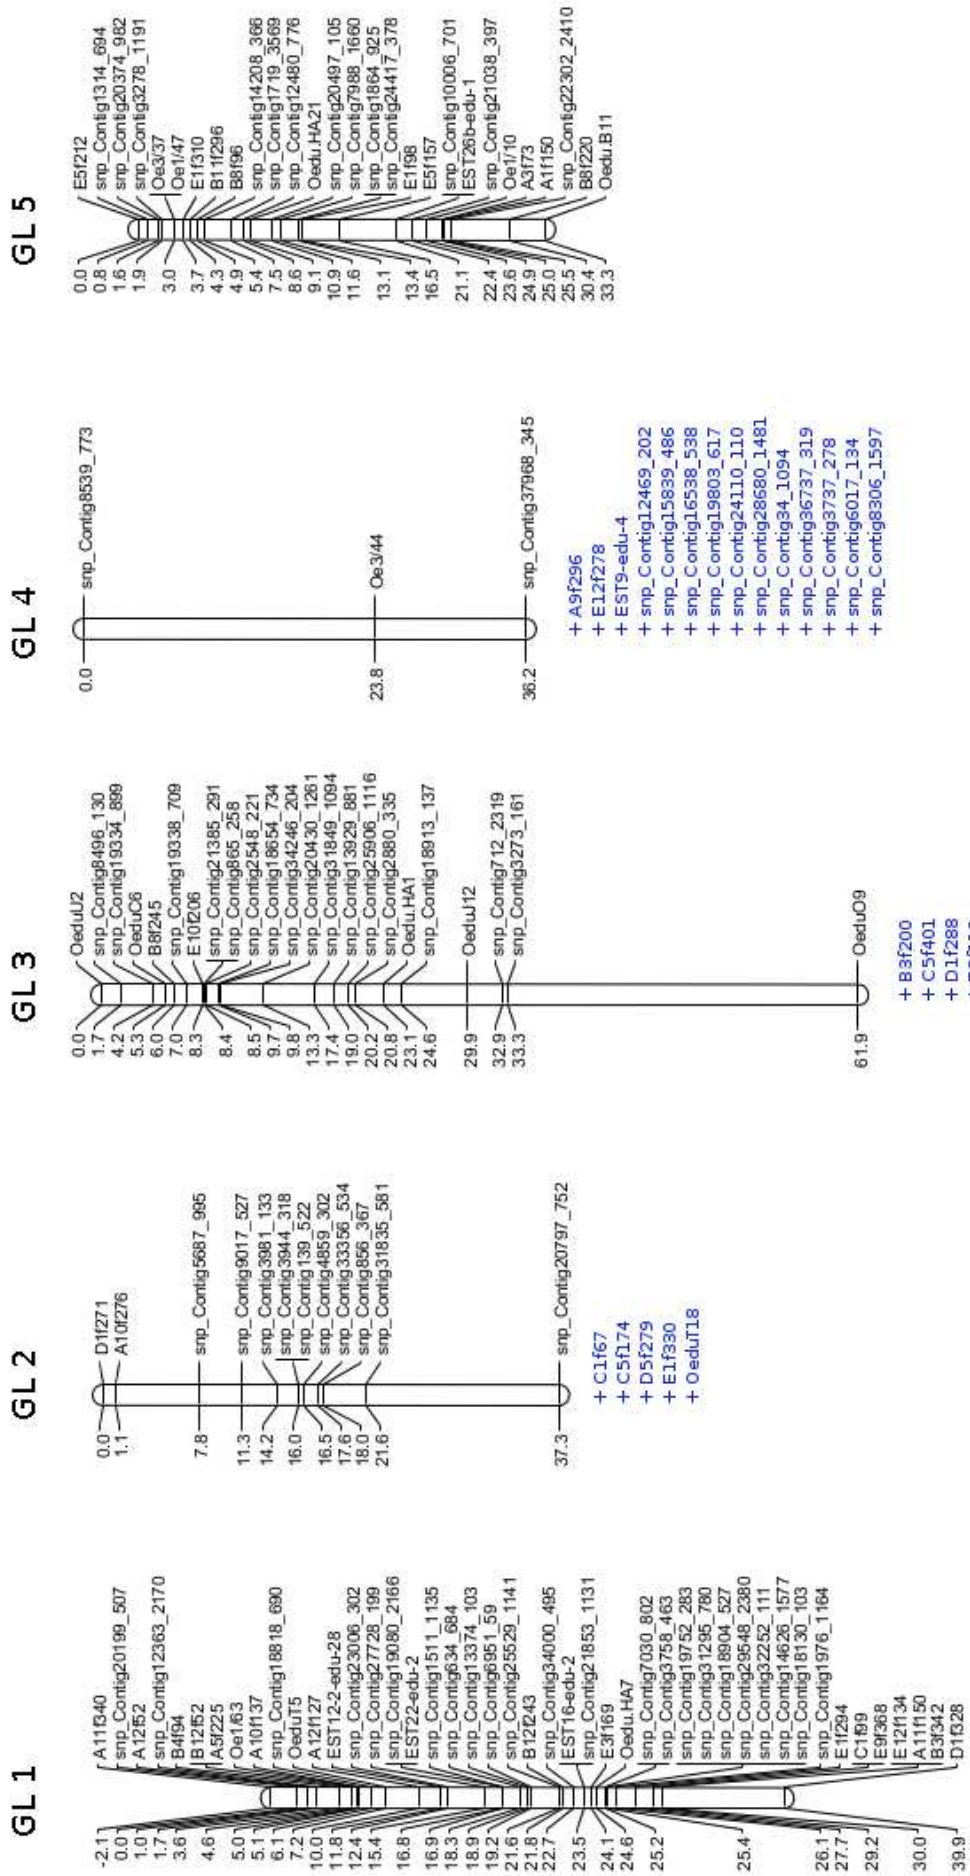 GL 1
-2.1
0.0
1.0
1.7
3.6
4.6
5.0
5.1
6.1
7.2
10.0
11.8
12.4
15.4
16.8
16.9
18.3
18.9
19.2
21.6
21.8
22.7
23.5
24.1
24.6
25.2
25.4
26.1
27.7
29.2
30.0
39.9
A11f340
snp_Contig20199_507
A12f52
snp_Contig12363_2170
B4f94
B12f52
A5f225
Oe1/63
A10f137
snp_Contig18818_690
OeduT5
A12f127
EST12-2-edu-28
snp_Contig23006_302
snp_Contig27728_199
snp_Contig19080_2166
EST22-edu-2
snp_Contig1511_1135
snp_Contig634_684
snp_Contig13374_103
snp_Contig6951_59
snp_Contig25529_1141
B12f243
snp_Contig34000_495
EST16-edu-2
snp_Contig21853_1131
E3f169
Oedu.HA7
snp_Contig7030_802
snp_Contig3758_463
snp_Contig19752_283
snp_Contig31295_780
snp_Contig18904_527
snp_Contig29548_2380
snp_Contig32252_111
snp_Contig14626_1577
snp_Contig18130_103
snp_Contig1976_1164
E1f294
C1f99
E9f368
E12f134
A11f150
B3f342
D1f328
GL 2
0.0
1.1
7.8
11.3
14.2
16.0
16.5
17.6
18.0
21.6
37.3
D1f271
A10f276
snp_Contig5687_995
snp_Contig9017_527
snp_Contig3981_133
snp_Contig3944_318
snp_Contig139_522
snp_Contig4859_302
snp_Contig33356_534
snp_Contig856_367
snp_Contig31835_581
snp_Contig20797_752
+ C1f67
+ C5f174
+ D5f279
+ E1f330
+ OeduT18
GL 3
0.0
1.7
4.2
5.3
6.0
7.0
8.3
8.4
8.5
9.7
9.8
13.3
17.4
19.0
20.2
20.8
23.1
24.6
29.9
32.9
33.3
61.9
OeduU2
snp_Contig8496_130
snp_Contig19334_899
OeduC6
B8f245
snp_Contig19338_709
E10f206
snp_Contig21385_291
snp_Contig865_258
snp_Contig2548_221
snp_Contig18654_734
snp_Contig34246_204
snp_Contig20430_1261
snp_Contig31849_1094
snp_Contig13929_881
snp_Contig25906_1116
snp_Contig2880_335
Oedu.HA1
snp_Contig18913_137
OeduJ12
snp_Contig712_2319
snp_Contig3273_161
OeduO9
+ B3f200
+ C5f401
+ D1f288
GL 4
0.0
23.8
36.2
snp_Contig8539_773
Oe3/44
snp_Contig37968_345
+ A9f296
+ E12f278
+ EST9-edu-4
+ snp_Contig12469_202
+ snp_Contig15839_486
+ snp_Contig16538_538
+ snp_Contig19803_617
+ snp_Contig24110_110
+ snp_Contig28680_1481
+ snp_Contig34_1094
+ snp_Contig36737_319
+ snp_Contig3737_278
+ snp_Contig6017_134
+ snp_Contig8306_1597
GL 5
0.0
0.8
1.6
1.9
3.0
3.7
4.3
4.9
5.4
7.5
8.6
9.1
10.9
11.6
13.1
13.4
16.5
21.1
22.4
23.6
24.9
25.0
25.5
30.4
33.3
E5f212
snp_Contig1314_694
snp_Contig20374_982
snp_Contig3278_1191
Oe3/37
Oe1/47
E1f310
B11f296
B8f96
snp_Contig14208_366
snp_Contig1719_3569
snp_Contig12480_776
Oedu.HA21
snp_Contig20497_105
snp_Contig7988_1660
snp_Contig1864_925
snp_Contig24417_378
E1f98
E5f157
snp_Contig10006_701
EST26b-edu-1
snp_Contig21038_397
Oe1/10
A3f73
A1f150
snp_Contig22302_2410
B8f220
Oedu.B11